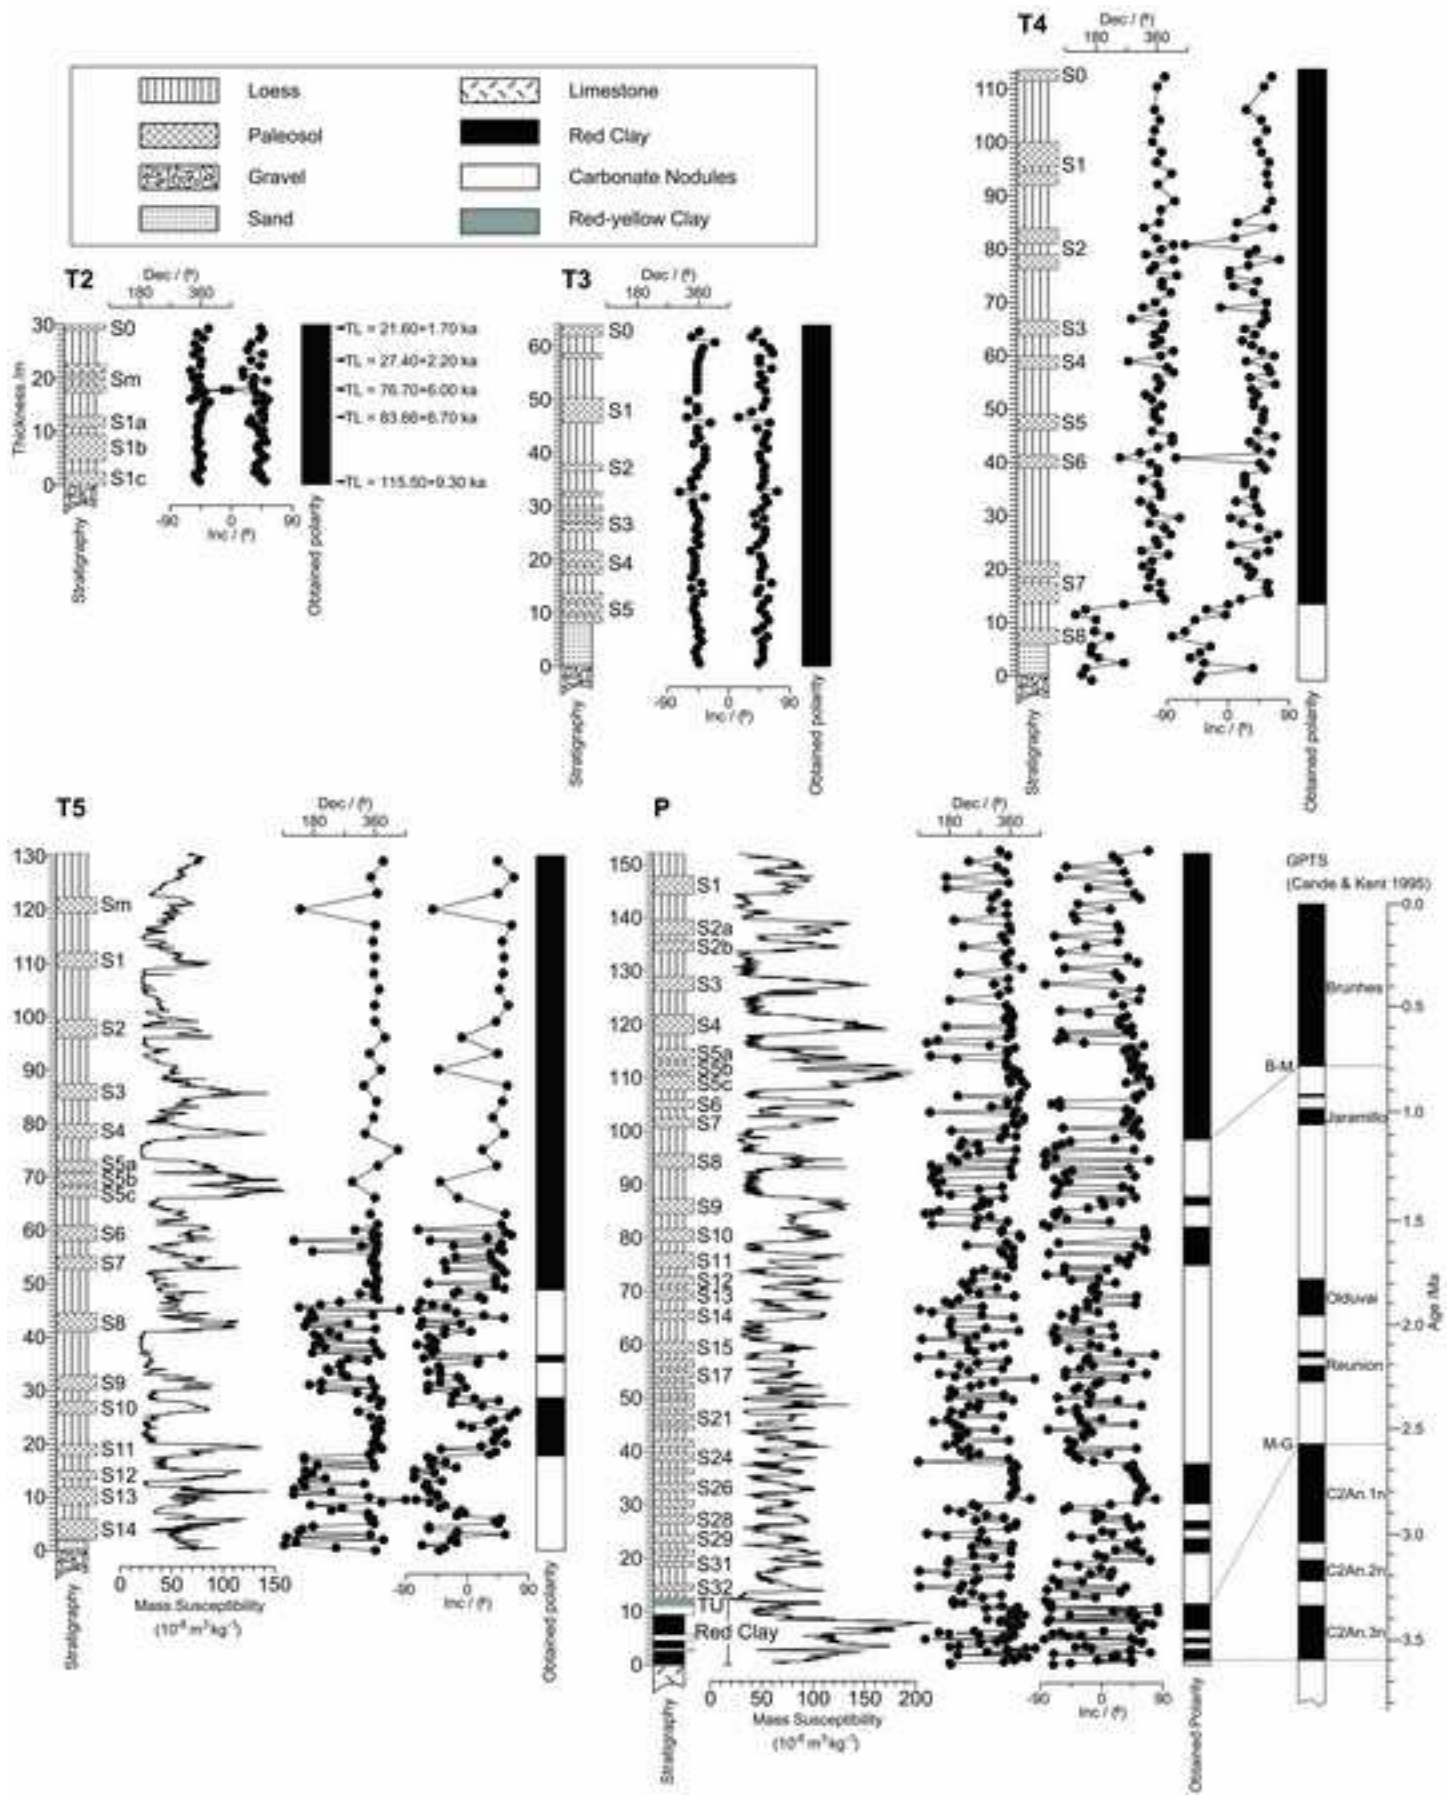 Loess
Paleosol
Gravel
Sand
Limestone
Red Clay
Carbonate Nodules
Red-yellow Clay
T4
Dec / (º)
180 360
S0
110
100
S1
90
S2
80
70
S3
60
S4
50
S5
S6
40
30
20
S7
10
S8
0
-90 0 90
Inc / (º)
Stratigraphy
Obtained polarity
T2
Dec / (º)
180 360
Thickness /m
30
20
10
0
S0
Sm
S1a
S1b
S1c
TL = 21.60+1.70 ka
TL = 27.40+2.20 ka
TL = 76.70+6.00 ka
TL = 115.50+9.30 ka
-90 0 90
Inc / (º)
Stratigraphy
Obtained polarity
T3
Dec / (º)
180 360
60
50
40
30
20
10
0
S0
S1
S2
S3
S4
S5
-90 0 90
Inc / (º)
Stratigraphy
Obtained polarity
T5
Dec / (º)
180 360
130
120
110
100
90
80
70
60
50
40
30
20
10
0
Sm
S1
S2
S3
S4
S5a
S5b
S5c
S6
S7
S8
S9
S10
S11
S12
S13
S14
0 50 100 150
Mass Susceptibility
(10⁻⁸ m³kg⁻¹)
-90 0 90
Inc / (º)
Stratigraphy
Obtained polarity
P
Dec / (º)
180 360
150
140
130
120
110
100
90
80
70
60
50
40
30
20
10
0
S1
S2a
S2b
S3
S4
S5a
S5b
S5c
S6
S7
S8
S9
S10
S11
S12
S13
S14
S15
S17
S21
S24
S26
S28
S29
S31
S32
TU
Red Clay
0 50 100 150 200
Mass Susceptibility
(10⁻⁸ m³kg⁻¹)
-90 0 90
Inc / (º)
Stratigraphy
Obtained Polarity
GPTS
(Cande & Kent 1995)
0.0
Brunhes
0.5
B-M
Jaramillo
1.0
1.5
Olduvai
2.0
Reunion
2.5
M-G
C2An.1n
3.0
C2An.2n
C2An.3n
3.5
Age /Ma